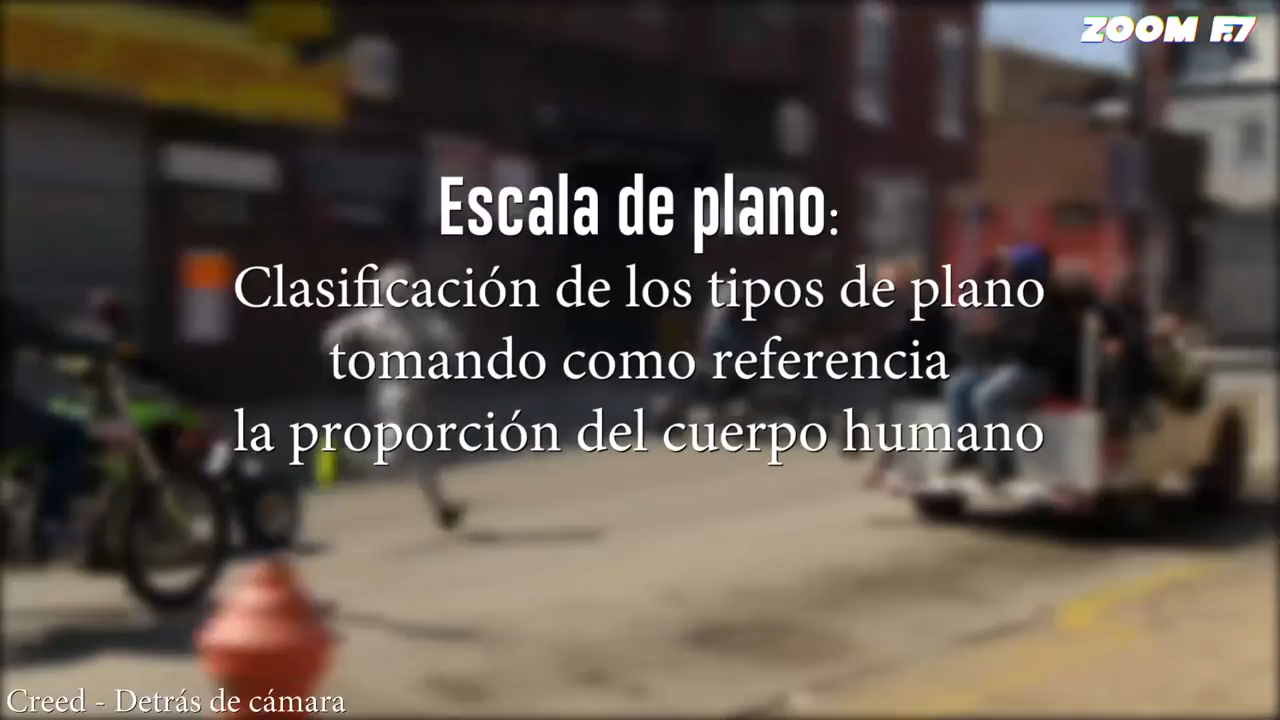 ZOOM F.7
Escala de plano:
Clasificación de los tipos de plano
tomando como referencia
la proporción del cuerpo humano
Creed - Detrás de cámara